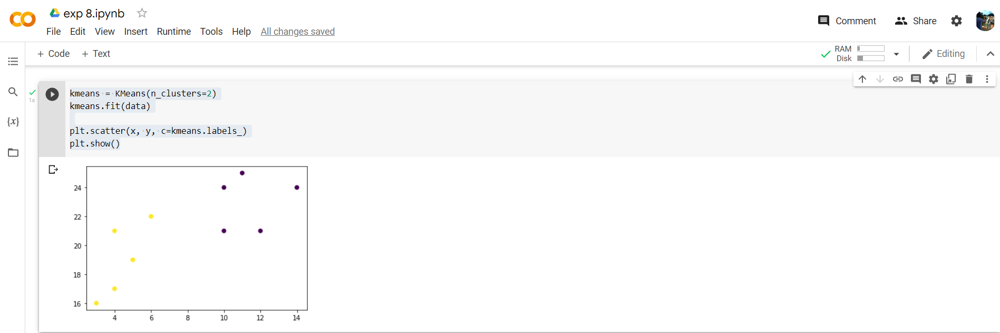 exp 8.ipynb
Comment
Share
File Edit View Insert Runtime Tools Help All changes saved
+ Code + Text
RAM
Disk
Editing
{x}
1s
kmeans = KMeans(n_clusters=2)
kmeans.fit(data)
plt.scatter(x, y, c=kmeans.labels_)
plt.show()
24
22
20
18
16
4 6 8 10 12 14